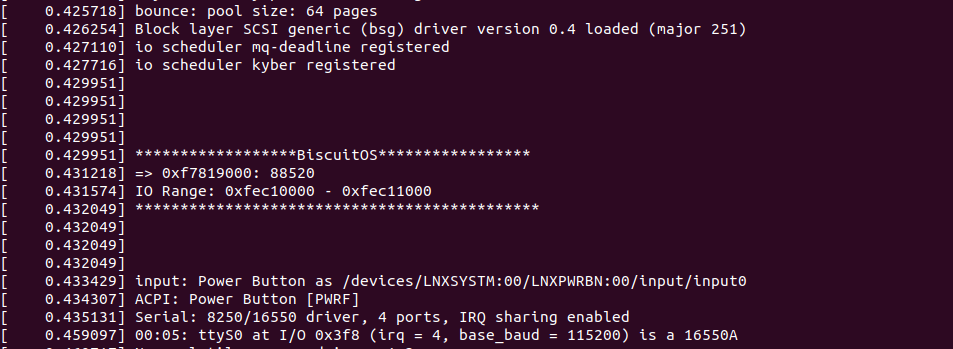 [    0.425718] bounce: pool size: 64 pages
[    0.426254] Block layer SCSI generic (bsg) driver version 0.4 loaded (major 251)
[    0.427110] io scheduler mq-deadline registered
[    0.427716] io scheduler kyber registered
[    0.429951]
[    0.429951]
[    0.429951]
[    0.429951]
[    0.429951] ******************BiscuitOS*****************
[    0.431218] => 0xf7819000: 88520
[    0.431574] IO Range: 0xfec10000 - 0xfec11000
[    0.432049] *********************************************
[    0.432049]
[    0.432049]
[    0.432049]
[    0.433429] input: Power Button as /devices/LNXSYSTM:00/LNXPWRBN:00/input/input0
[    0.434307] ACPI: Power Button [PWRF]
[    0.435131] Serial: 8250/16550 driver, 4 ports, IRQ sharing enabled
[    0.459097] 00:05: ttyS0 at I/O 0x3f8 (irq = 4, base_baud = 115200) is a 16550A